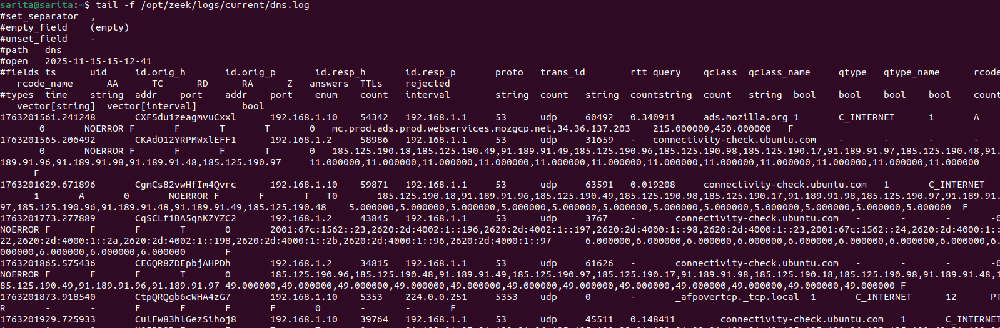 sarita@sarita:~$ tail -f /opt/zeek/logs/current/dns.log
#set_separator  ,
#empty_field    (empty)
#unset_field    -
#path   dns
#open   2025-11-15-15-12-41
#fields ts      uid     id.orig_h       id.orig_p       id.resp_h       id.resp_p       proto   trans_id        rtt query      qclass  qclass_name     qtype   qtype_name      rcode
   rcode_name      AA      TC      RD      RA      Z   answers  TTLs    rejected
#types  time    string  addr    port    addr    port    enum    count   interval        string  count   string  countstring  count   string  bool    bool    bool    bool    count
   vector[string]  vector[interval]        bool
1763201561.241248       CXF5du1zeagmvuCxxl      192.168.1.10    54342   192.168.1.1     53      udp     60492   0.340911        ads.mozilla.org 1       C_INTERNET      1       A
       0       NOERROR F       F       T       T       0   mc.prod.ads.prod.webservices.mozgcp.net,34.36.137.203    215.000000,450.000000   F
1763201565.206492       CKAdO12YRPMWxlEFF1      192.168.1.2     58986   192.168.1.1     53      udp     31659   -   connectivity-check.ubuntu.com    -       -       -       -
       0       NOERROR F       F       F       T       0   185.125.190.18,185.125.190.49,91.189.91.49,185.125.190.96,185.125.190.98,185.125.190.17,91.189.91.97,185.125.190.48,91.
189.91.96,91.189.91.98,91.189.91.48,185.125.190.97     11.000000,11.000000,11.000000,11.000000,11.000000,11.000000,11.000000,11.000000,11.000000,11.000000,11.000000,11.000000
      F
1763201629.671896       CgmCs82vwHfIm4Qvrc      192.168.1.10    59871   192.168.1.1     53      udp     63591   0.019208        connectivity-check.ubuntu.com   1       C_INTERNET
      1       A       0       NOERROR F       F       T   T0       185.125.190.18,91.189.91.96,185.125.190.49,185.125.190.98,185.125.190.17,91.189.91.98,185.125.190.97,91.189.91.
97,185.125.190.96,91.189.91.48,91.189.91.49,185.125.190.48    5.000000,5.000000,5.000000,5.000000,5.000000,5.000000,5.000000,5.000000,5.000000,5.000000,5.000000,5.000000  F
1763201773.277889       CqSCLf1BA5qnKZYZC2      192.168.1.2     43845   192.168.1.1     53      udp     3767    -       connectivity-check.ubuntu.com   -       -       -0
NOERROR F       F       F       T       0       2001:67c:1562::23,2620:2d:4002:1::196,2620:2d:4002:1::197,2620:2d:4000:1::98,2620:2d:4000:1::23,2001:67c:1562::24,2620:2d:4000:1::
22,2620:2d:4000:1::2a,2620:2d:4002:1::198,2620:2d:4000:1::2b,2620:2d:4000:1::96,2620:2d:4000:1::97      6.000000,6.000000,6.000000,6.000000,6.000000,6.000000,6.000000,6.000000,6.
000000,6.000000,6.000000,6.000000       F
1763201865.575436       CEGQR8ZDEpbjAHPDh       192.168.1.2     34815   192.168.1.1     53      udp     61626   -       connectivity-check.ubuntu.com   -       -       -       -0
NOERROR F       F       F       T       0       185.125.190.96,185.125.190.48,91.189.91.49,185.125.190.97,185.125.190.17,91.189.91.98,185.125.190.18,185.125.190.98,91.189.91.48,1
85.125.190.49,91.189.91.96,91.189.91.97 49.000000,49.000000,49.000000,49.000000,49.000000,49.000000,49.000000,49.000000,49.000000,49.000000,49.000000,49.000000 F
1763201873.918540       CtpQRQgb6cWHA4zG7       192.168.1.10    5353    224.0.0.251     5353    udp     0       -       _afpovertcp._tcp.local  1       C_INTERNET      12      PT
R       -       -       F       F       F       F       0       -       -       F
1763201929.725933       CulFw83hlGezSihoj8      192.168.1.10    39764   192.168.1.1     53      udp     45511   0.148411        connectivity-check.ubuntu.com   1       C_INTERNET